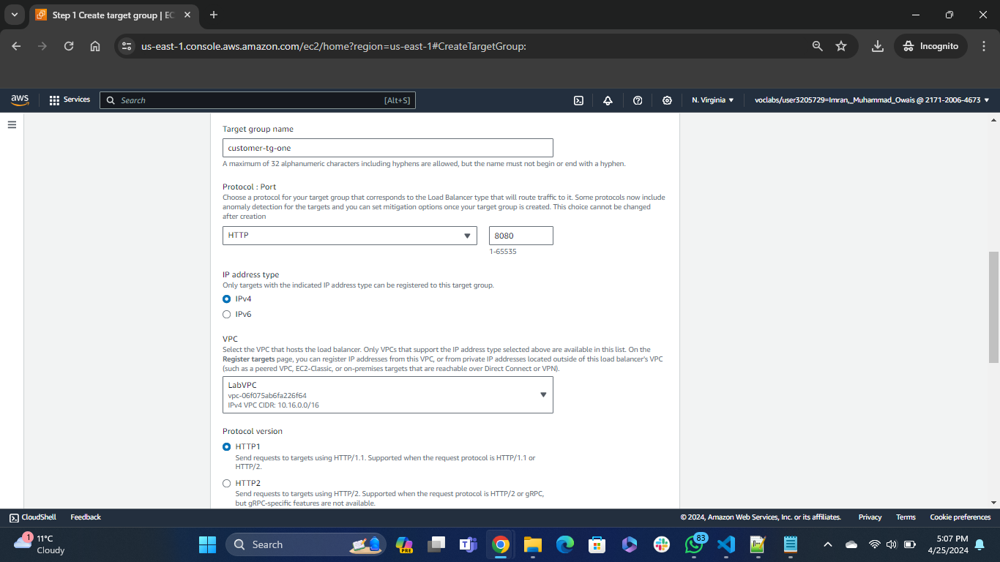 Step 1 Create target group | EC
us-east-1.console.aws.amazon.com/ec2/home?region=us-east-1#CreateTargetGroup:
Incognito
aws
Services
Search
[Alt+S]
N. Virginia
voclabs/user3205729=Imran,_Muhammad_Owais @ 2171-2006-4673
Target group name
customer-tg-one
A maximum of 32 alphanumeric characters including hyphens are allowed, but the name must not begin or end with a hyphen.
Protocol : Port
Choose a protocol for your target group that corresponds to the Load Balancer type that will route traffic to it. Some protocols now include
anomaly detection for the targets and you can set mitigation options once your target group is created. This choice cannot be changed
after creation
HTTP
8080
1-65535
IP address type
Only targets with the indicated IP address type can be registered to this target group.
IPv4
IPv6
VPC
Select the VPC that hosts the load balancer. Only VPCs that support the IP address type selected above are available in this list. On the
Register targets page, you can register IP addresses from this VPC, or from private IP addresses located outside of this load balancer's VPC
(such as a peered VPC, EC2-Classic, or on-premises targets that are reachable over Direct Connect or VPN).
LabVPC
vpc-06f075ab6fa226f64
IPv4 VPC CIDR: 10.16.0.0/16
Protocol version
HTTP1
Send requests to targets using HTTP/1.1. Supported when the request protocol is HTTP/1.1 or
HTTP/2.
HTTP2
Send requests to targets using HTTP/2. Supported when the request protocol is HTTP/2 or gRPC,
but gRPC-specific features are not available.
CloudShell
Feedback
© 2024, Amazon Web Services, Inc. or its affiliates.
Privacy
Terms
Cookie preferences
1
11°C
Cloudy
Search
PRE
83
5:07 PM
4/25/2024